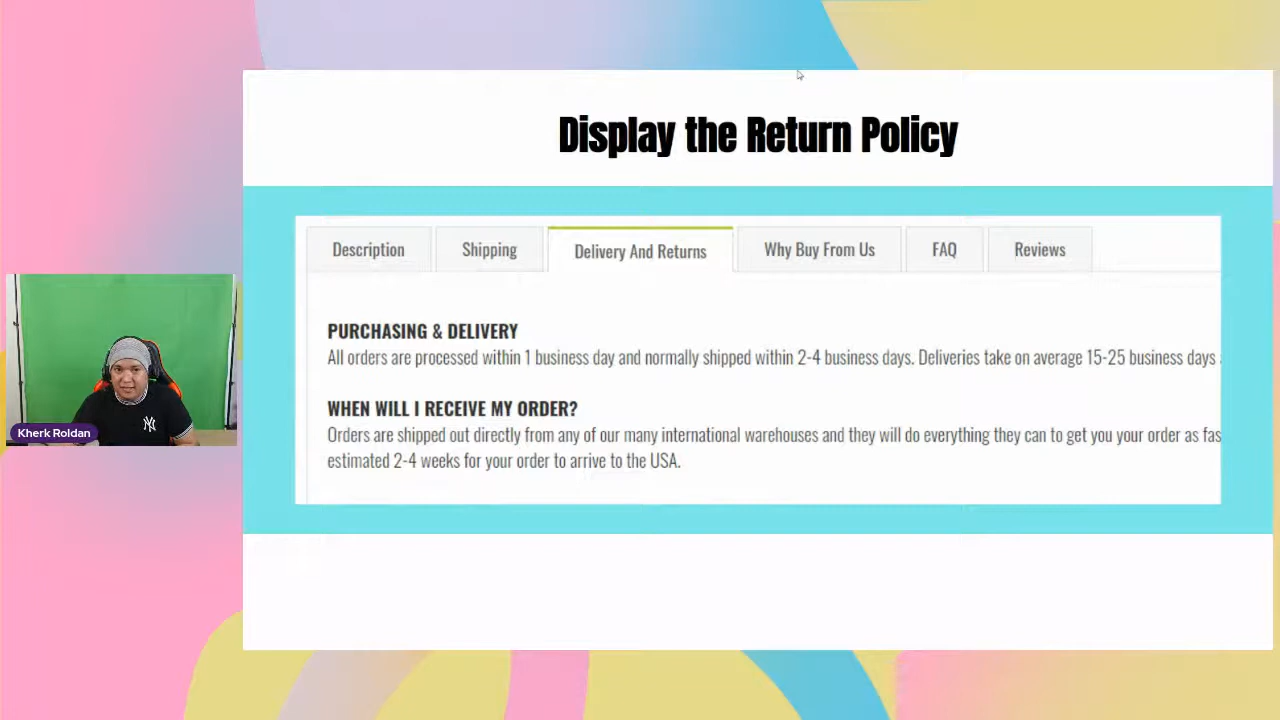 Display the Return Policy
Description
Shipping
Delivery And Returns
Why Buy From Us
FAQ
Reviews
PURCHASING & DELIVERY
All orders are processed within 1 business day and normally shipped within 2-4 business days. Deliveries take on average 15-25 business days
WHEN WILL I RECEIVE MY ORDER?
Orders are shipped out directly from any of our many international warehouses and they will do everything they can to get you your order as fas
estimated 2-4 weeks for your order to arrive to the USA.
Kherk Roldan
NY